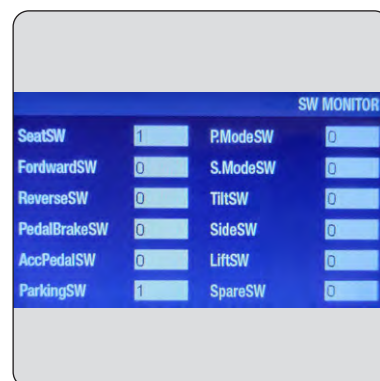 SW MONITOR
SeatSW 1 P.ModeSW 0
FordwardSW 0 S.ModeSW 0
ReverseSW 0 TiltSW 0
PedalBrakeSW 0 SideSW 0
AccPedalSW 0 LiftSW 0
ParkingSW 1 SpareSW 0